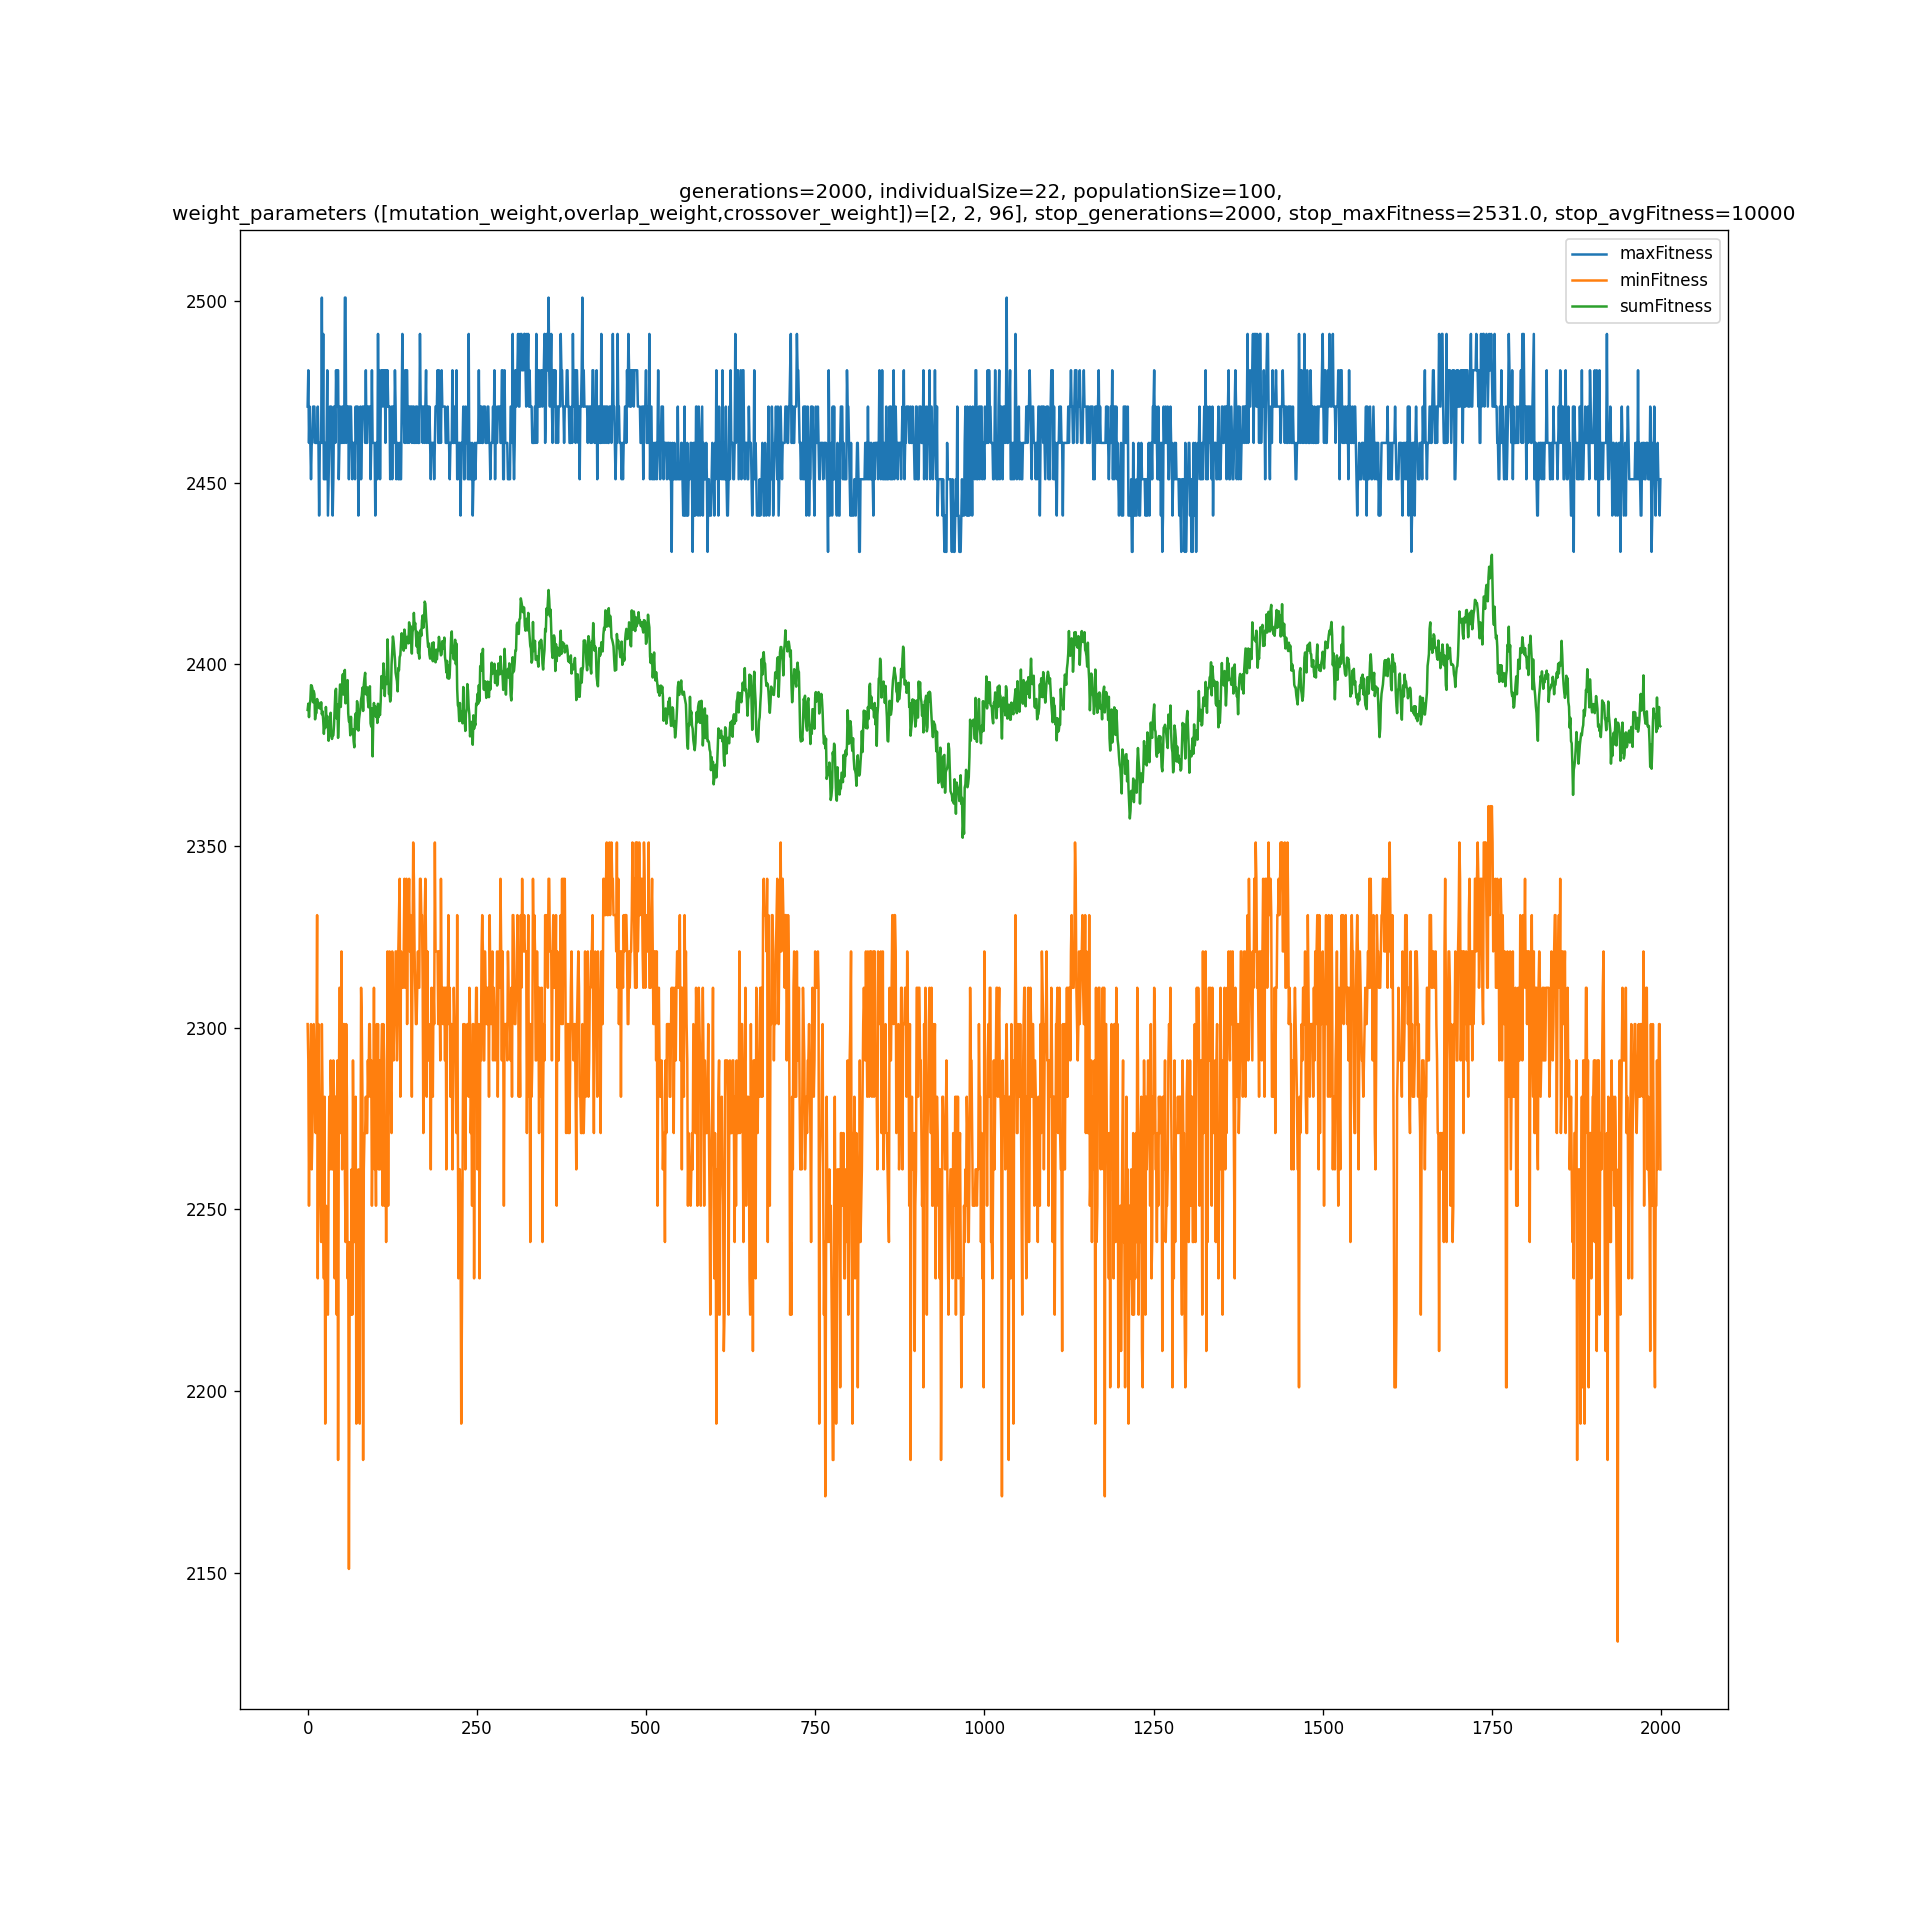 generations=2000, individualSize=22, populationSize=100,
weight_parameters ([mutation_weight,overlap_weight,crossover_weight])=[2, 2, 96], stop_generations=2000, stop_maxFitness=2531.0, stop_avgFitness=10000
maxFitness
minFitness
sumFitness
2500
2450
2400
2350
2300
2250
2200
2150
0 250 500 750 1000 1250 1500 1750 2000